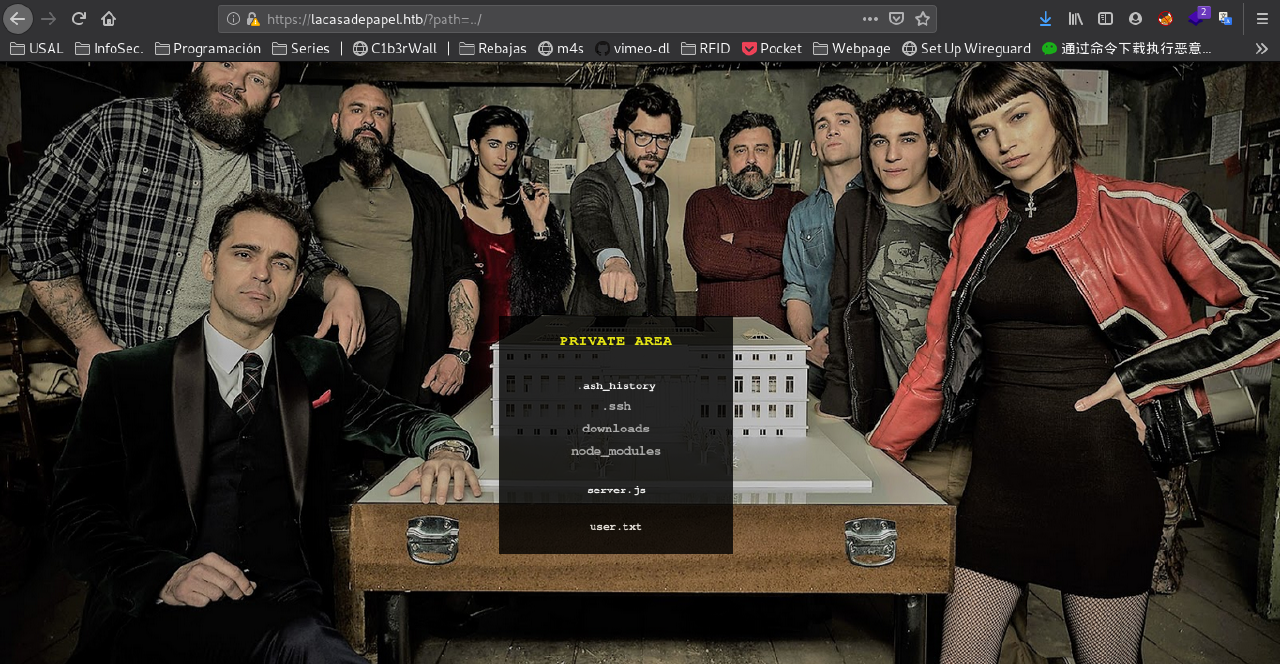 https://lacasadepapel.htb/?path=../
2
USAL InfoSec. Programación Series C1b3rWall Rebajas m4s vimeo-dl RFID Pocket Webpage Set Up Wireguard 通过命令下载执行恶意...
PRIVATE AREA
.ash_history
.ssh
downloads
node_modules
server.js
user.txt